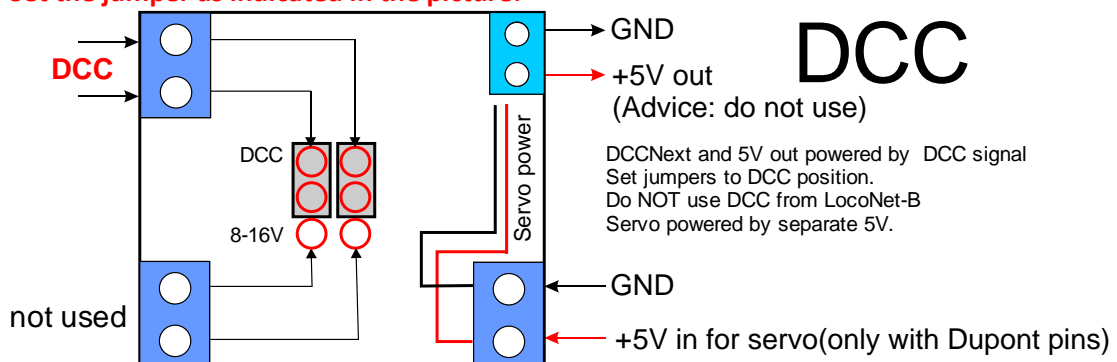 DCC
GND
+5V out
(Advice: do not use)
DCC
DCC
8-16V
Servo power
DCCNext and 5V out powered by DCC signal
Set jumpers to DCC position.
Do NOT use DCC from LocoNet-B
Servo powered by separate 5V.
not used
GND
+5V in for servo(only with Dupont pins)